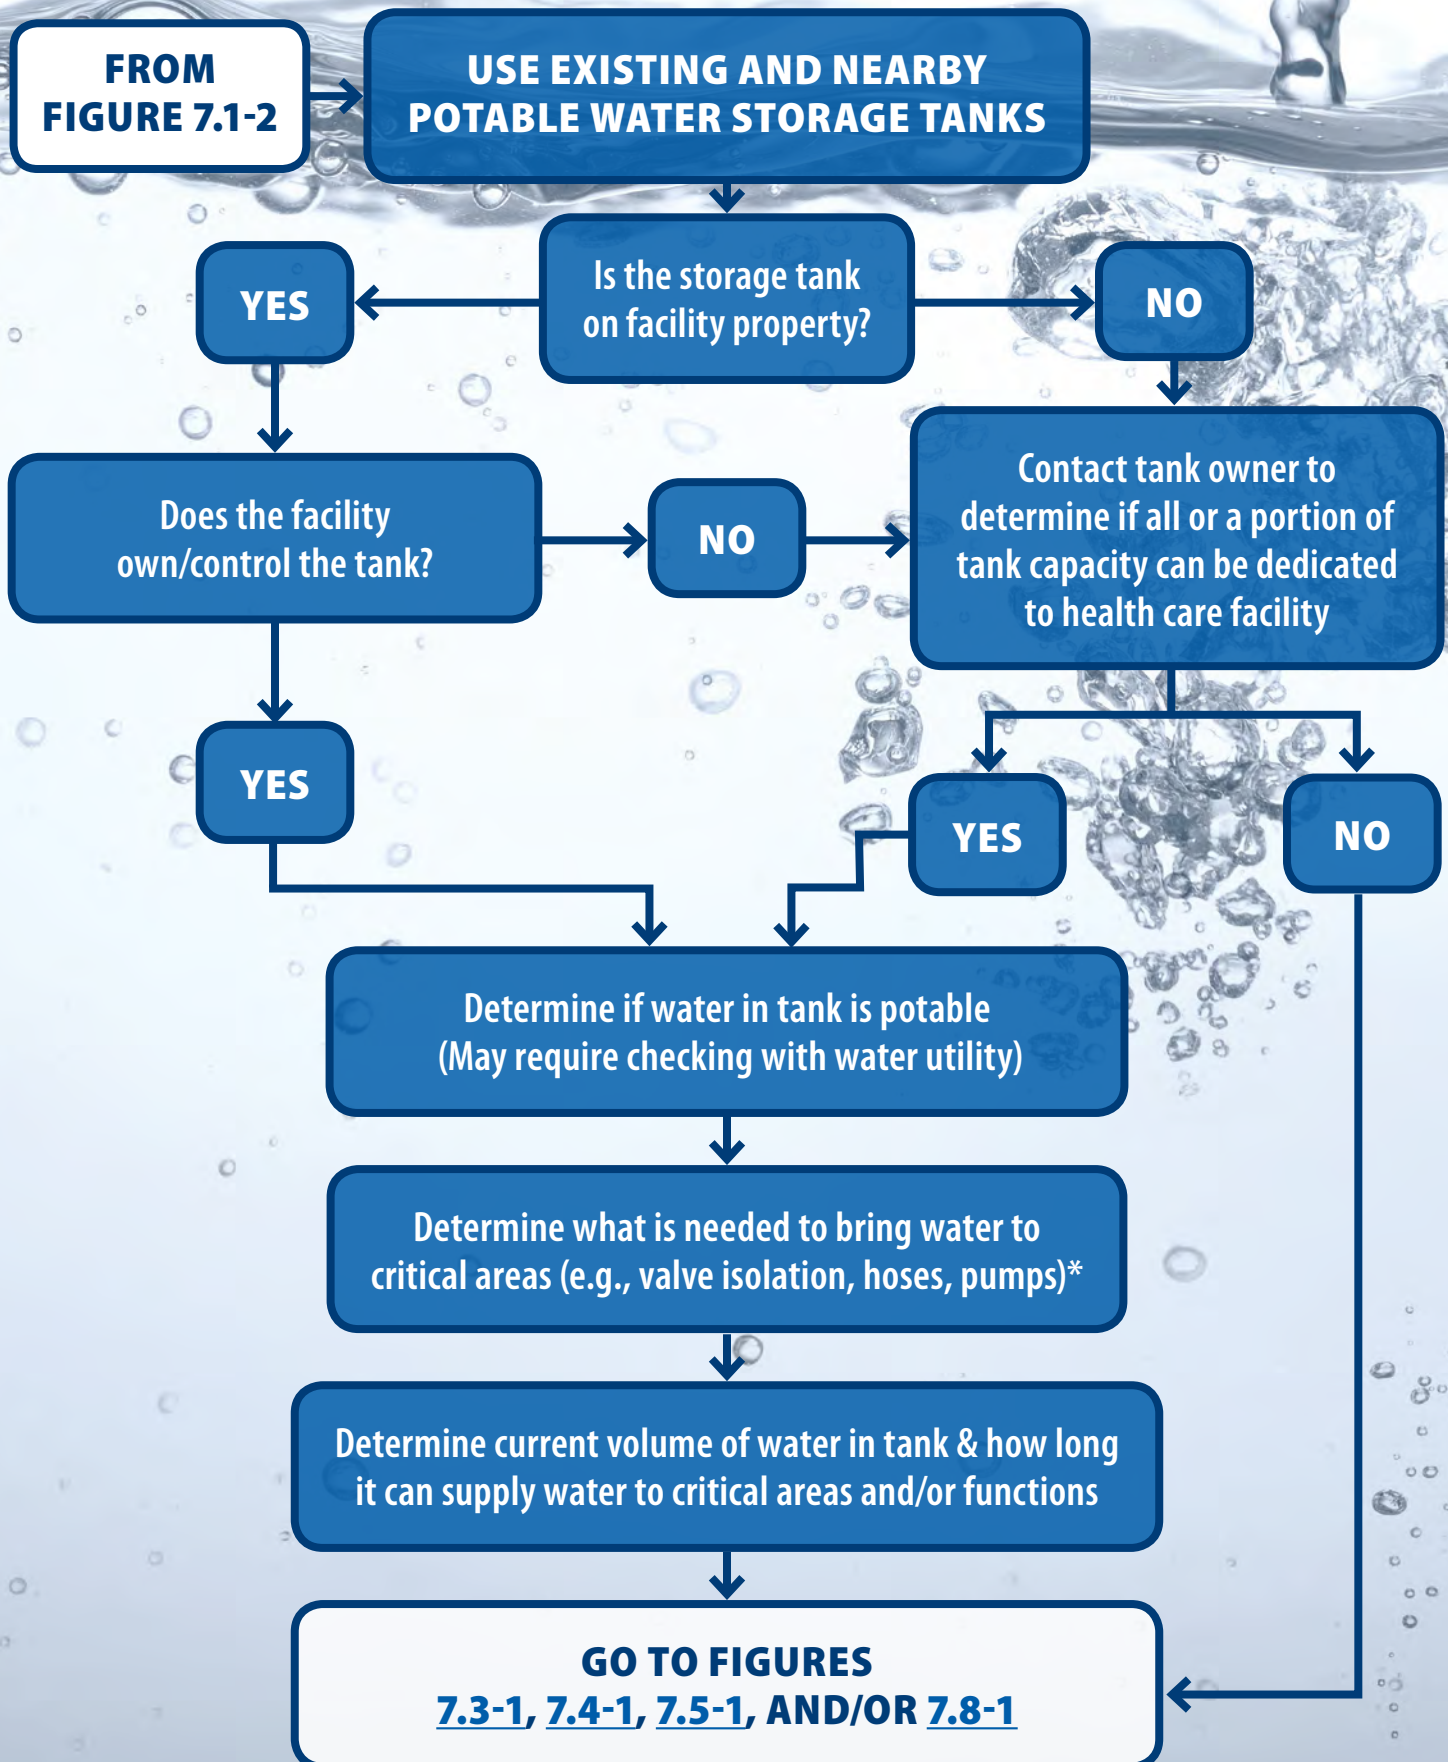 FROM
FIGURE 7.1-2
USE EXISTING AND NEARBY
POTABLE WATER STORAGE TANKS
Is the storage tank
on facility property?
YES
NO
Does the facility
own/control the tank?
NO
Contact tank owner to
determine if all or a portion of
tank capacity can be dedicated
to health care facility
YES
YES
NO
Determine if water in tank is potable
(May require checking with water utility)
Determine what is needed to bring water to
critical areas (e.g., valve isolation, hoses, pumps)*
Determine current volume of water in tank & how long
it can supply water to critical areas and/or functions
GO TO FIGURES
7.3-1, 7.4-1, 7.5-1, AND/OR 7.8-1